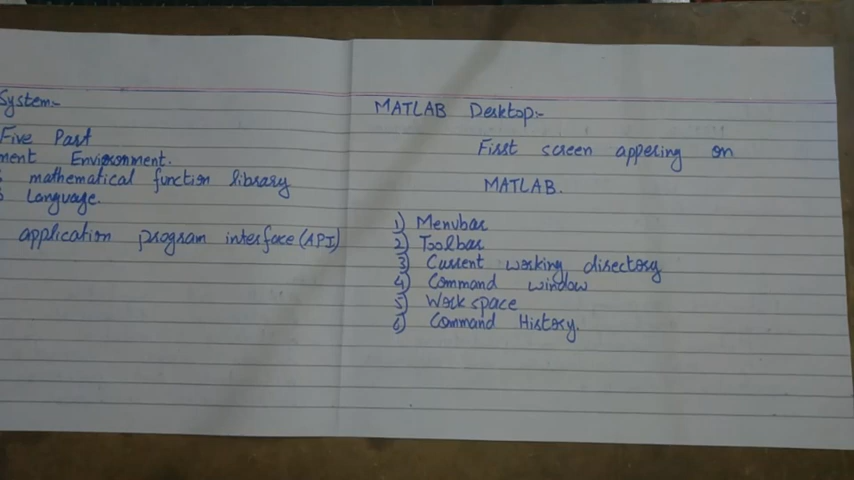 System:-
Five Part
ment Environment.
mathematical function library
Language.
application program interface (API)
MATLAB Desktop:-
First screen appering on
MATLAB.
1) Menubar
2) Toolbar
3) Current working directory
4) Command window
5) Work space
6) Command History.